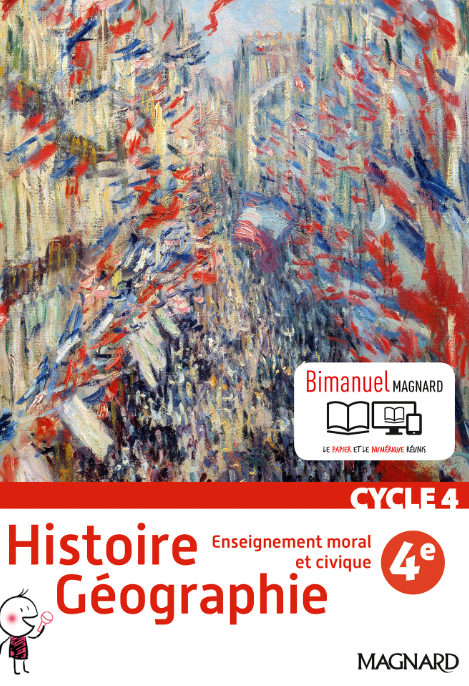 Bimanuel MAGNARD
LE PAPIER ET LE NUMÉRIQUE RÉUNIS
CYCLE 4
Histoire
Géographie
Enseignement moral
et civique
4e
MAGNARD